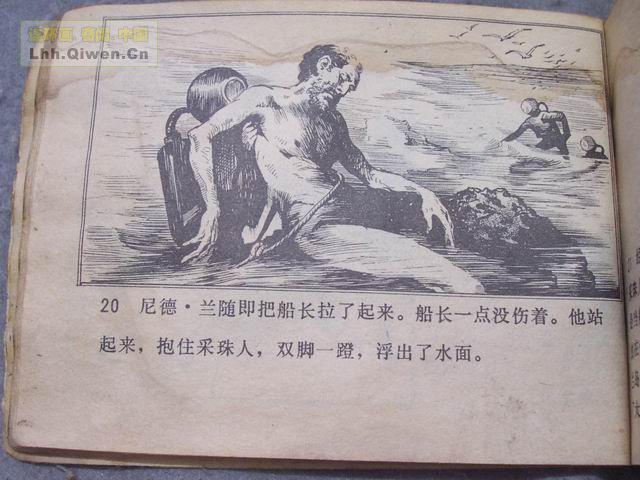 连环画,看啊,中国
Lhh.Qiwen.Cn
20 尼德·兰随即把船长拉了起来。船长一点没伤着。他站
起来，抱住采珠人，双脚一蹬，浮出了水面。